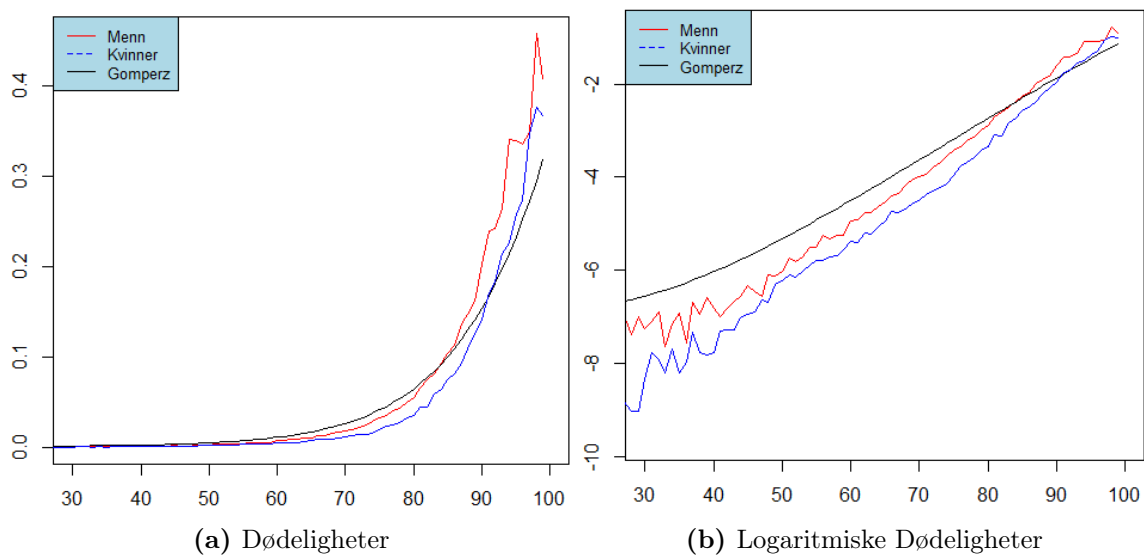 Menn
Kvinner
Gomperz
0.4
0.3
0.2
0.1
0.0
30 40 50 60 70 80 90 100
(a) Dødeligheter
Menn
Kvinner
Gomperz
-2
-4
-6
-8
-10
30 40 50 60 70 80 90 100
(b) Logaritmiske Dødeligheter